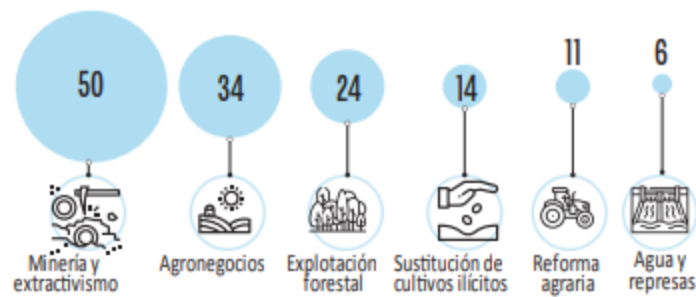 50
34
24
14
11
6
Minería y
extractivismo
Agronegocios
Explotación
forestal
Sustitución de
cultivos ilícitos
Reforma
agraria
Agua y
represas